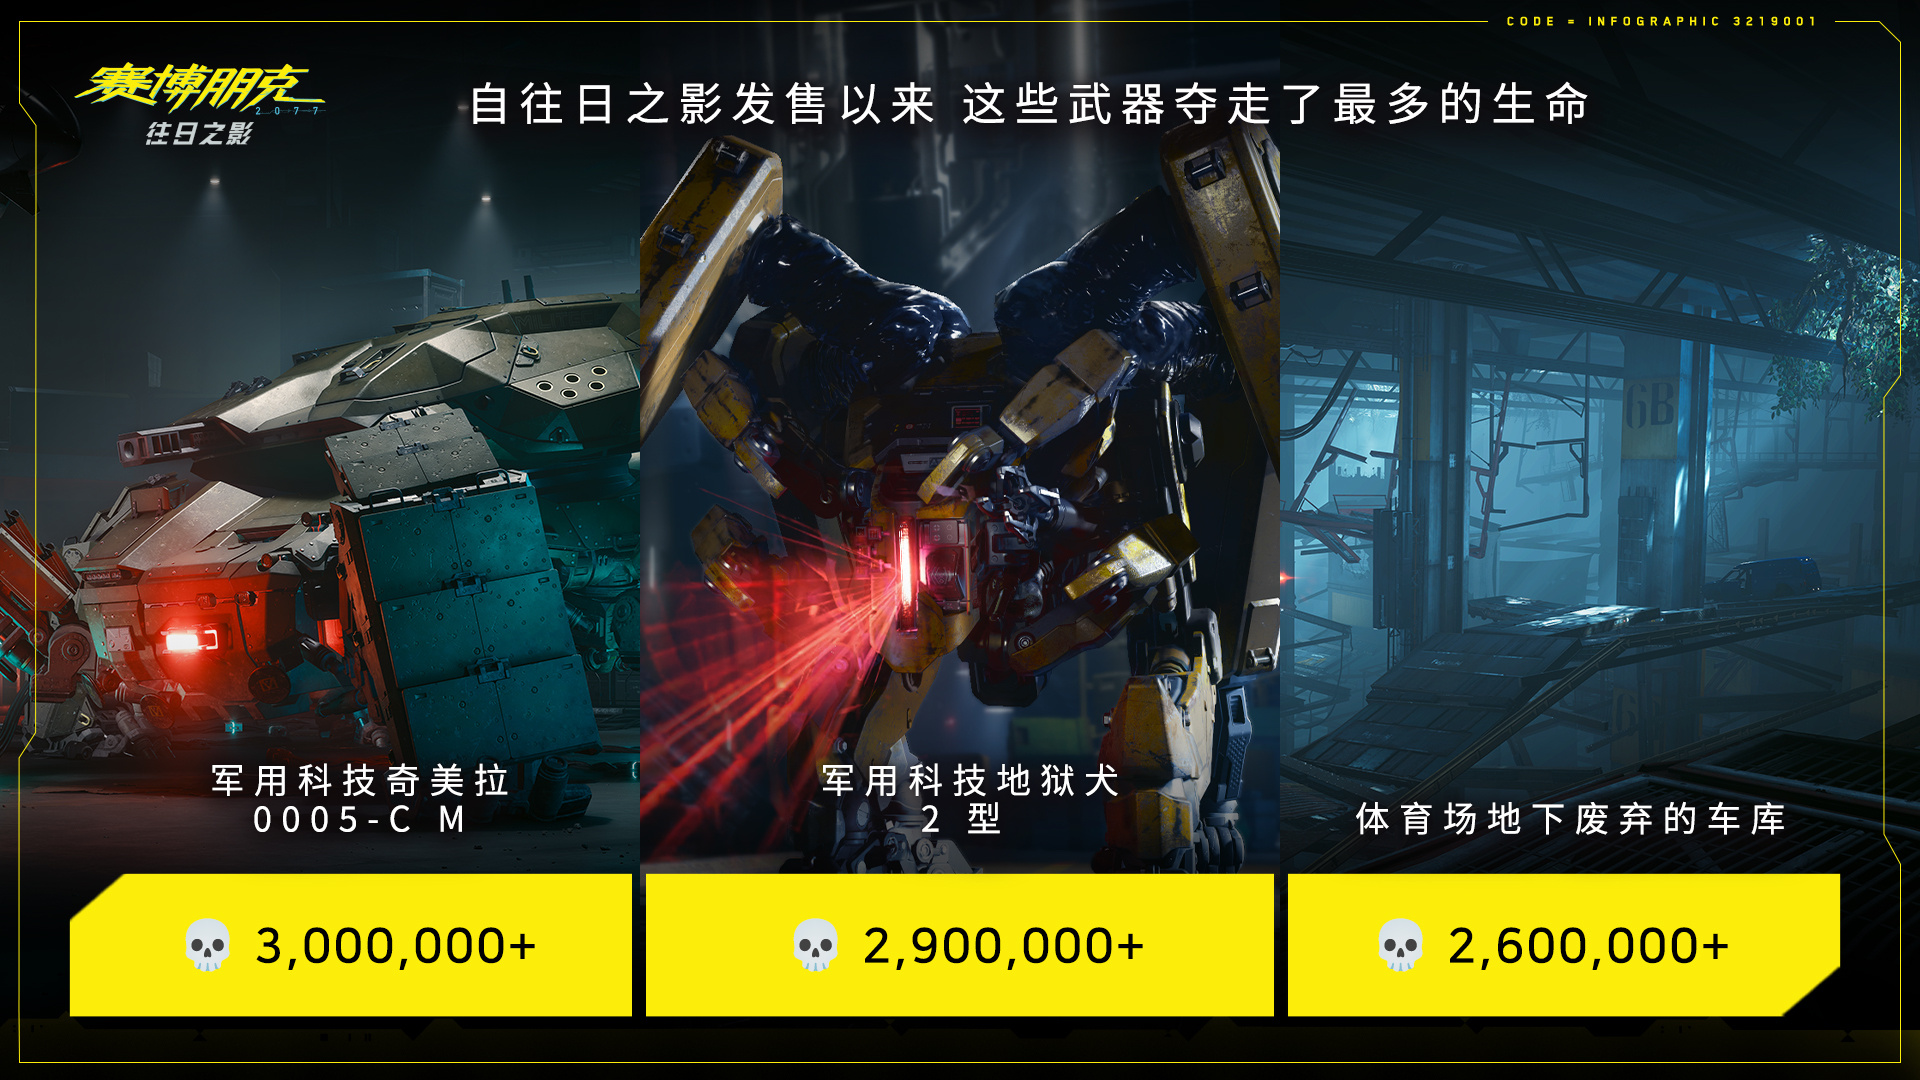 CODE = INFOGRAPHIC 3219001
赛博朋克
2077
往日之影
自往日之影发售以来 这些武器夺走了最多的生命
6B
军用科技奇美拉
0005-C M
军用科技地狱犬
2 型
体育场地下废弃的车库
3,000,000+
2,900,000+
2,600,000+